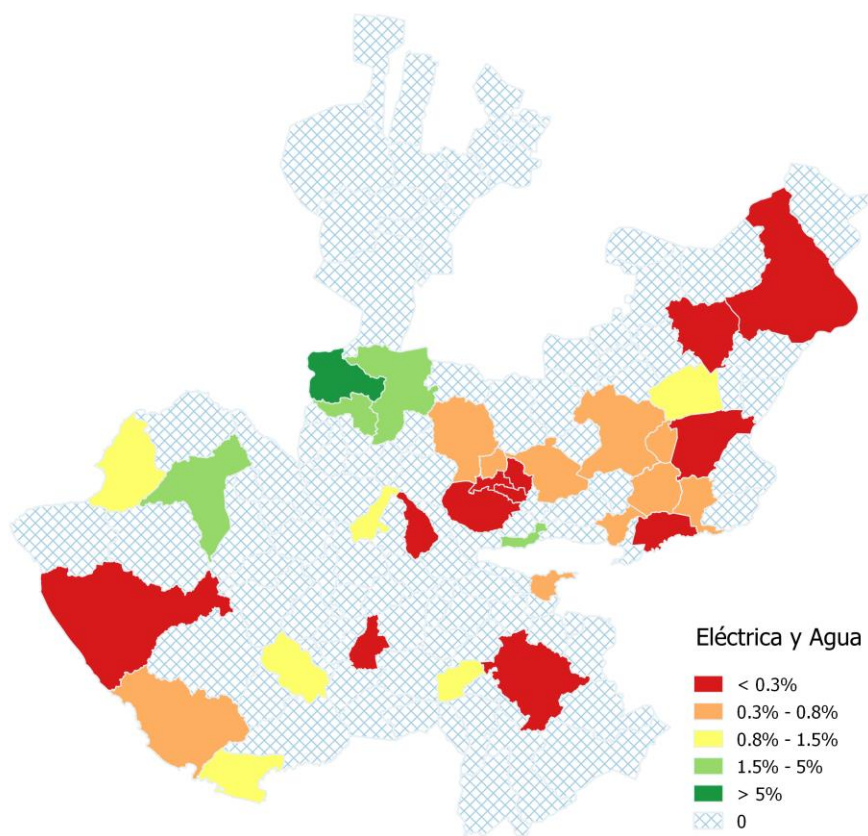 Eléctrica y Agua
< 0.3%
0.3% - 0.8%
0.8% - 1.5%
1.5% - 5%
> 5%
0